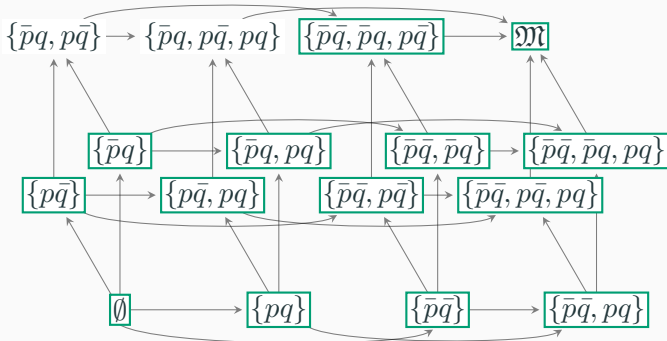 {p̄q, pq̄} {p̄q, pq̄, pq} {p̄q̄, p̄q, pq̄} 𝔐
{p̄q} {p̄q, pq} {p̄q̄, p̄q} {p̄q̄, p̄q, pq}
{pq̄} {pq̄, pq} {p̄q̄, pq̄} {p̄q̄, pq̄, pq}
∅ {pq} {p̄q̄} {p̄q̄, pq}